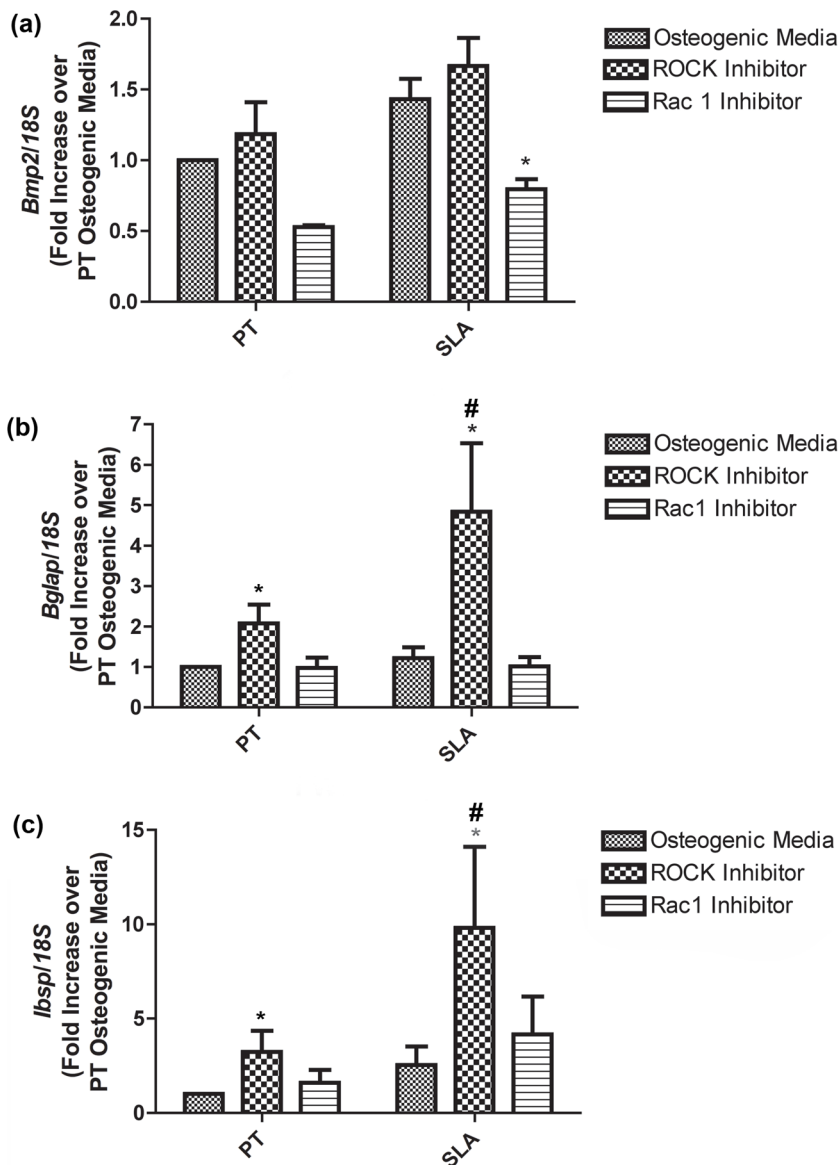 (a)
Bmp2/18S
(Fold Increase over
PT Osteogenic Media)
2.0
1.5
1.0
0.5
0.0
*
PT
SLA
Osteogenic Media
ROCK Inhibitor
Rac 1 Inhibitor
(b)
Bglap/18S
(Fold Increase over
PT Osteogenic Media)
7
6
5
4
3
2
1
0
*
#
*
PT
SLA
Osteogenic Media
ROCK Inhibitor
Rac1 Inhibitor
(c)
Ibsp/18S
(Fold Increase over
PT Osteogenic Media)
15
10
5
0
*
#
*
PT
SLA
Osteogenic Media
ROCK Inhibitor
Rac1 Inhibitor